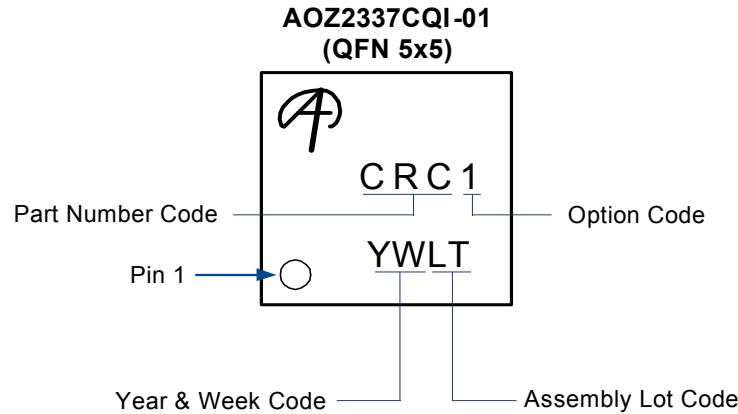 AOZ2337CQI-01
(QFN 5x5)
CRC1
Part Number Code
Option Code
YWLT
Pin 1
Year & Week Code
Assembly Lot Code